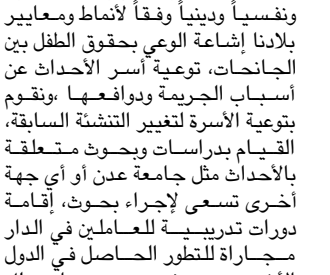 ونفسياً ودينياً وفقاً لأنماط ومعايير
بلادنا إشاعة الوعي بحقوق الطفل بين
الجانحات، توعية أسر الأحداث عن
أسباب الجريمة ودوافعها ،ونقوم
بتوعية الأسرة لتغيير التنشئة السابقة،
القيام بدراسات وبحوث متعلقة
بالأحداث مثل جامعة عدن أو أي جهة
أخرى تسعى لإجراء بحوث، إقامة
دورات تدريبية للعاملين في الدار
مجاراة للتطور الحاصل في الدول